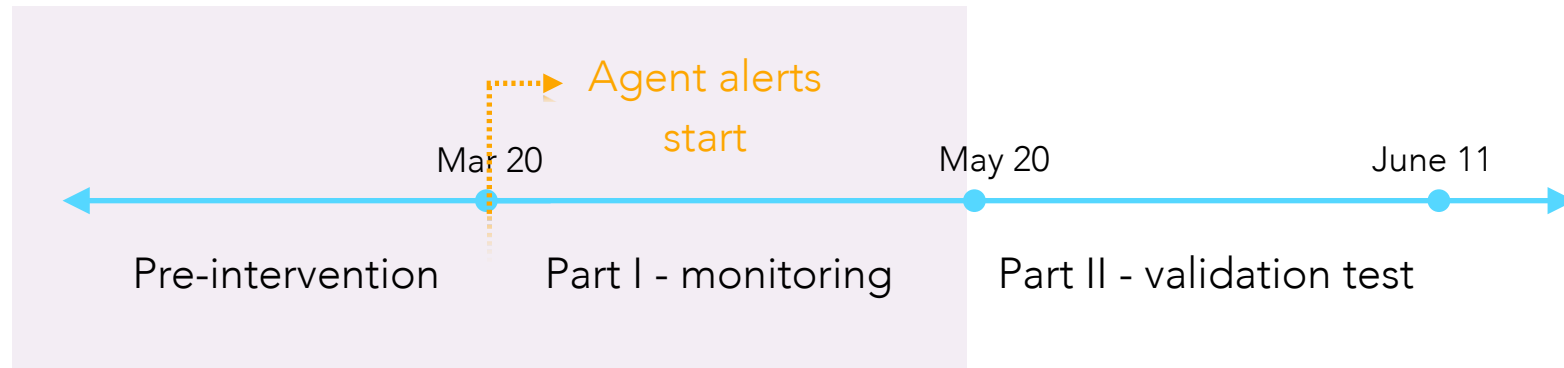 Agent alerts
start
Mar 20
May 20
June 11
Pre-intervention
Part I - monitoring
Part II - validation test